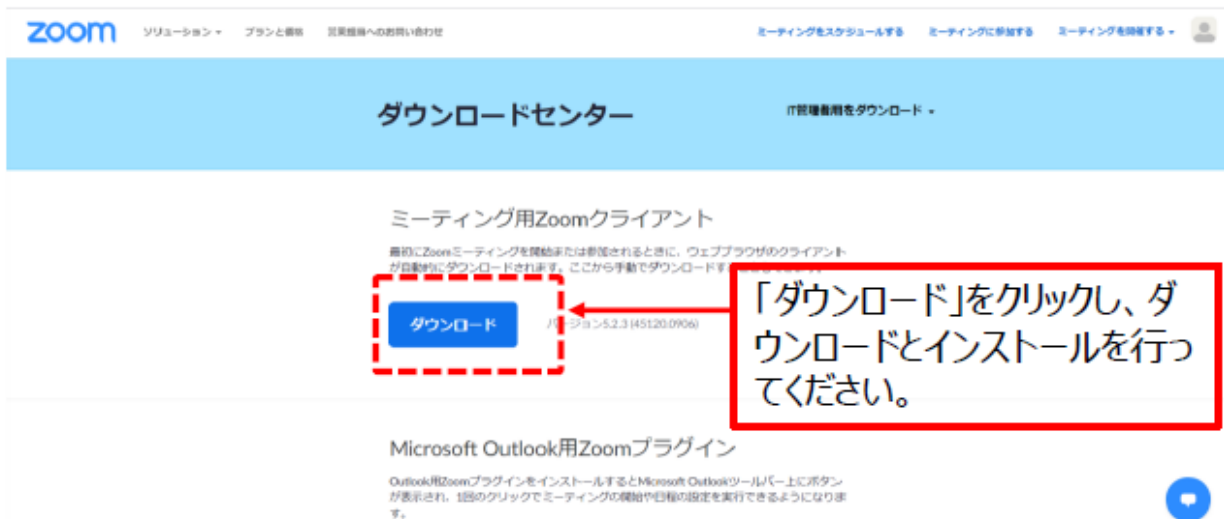 zoom ソリューション プランと価格 営業担当へのお問い合わせ ミーティングをスケジュールする ミーティングに参加する ミーティングを開催する
ダウンロードセンター IT管理者用をダウンロード
ミーティング用Zoomクライアント
最初にZoomミーティングを開始または参加されるときに、ウェブブラウザのクライアント
が自動的にダウンロードされます。ここから手動でダウンロードす
ダウンロード バージョン5.2.3 (45120.0906)
「ダウンロード」をクリックし、ダ
ウンロードとインストールを行っ
てください。
Microsoft Outlook用Zoomプラグイン
Outlook用ZoomプラグインをインストールするとMicrosoft Outlookツールバー上にボタン
が表示され、1回のクリックでミーティングの開始や日程の設定を実行できるようになりま
す。